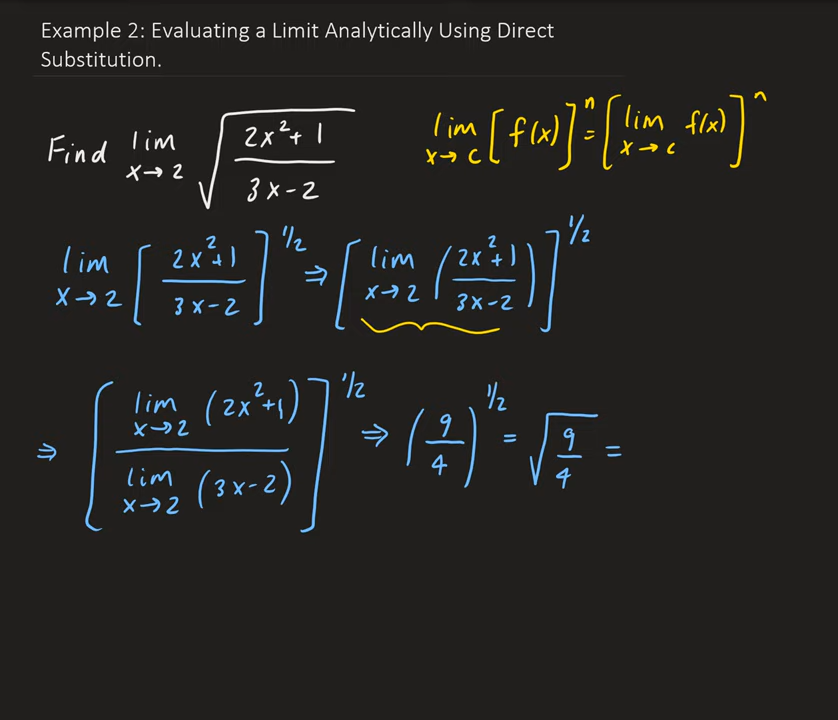 Example 2: Evaluating a Limit Analytically Using Direct
Substitution.
Find lim x→2 √((2x²+1)/(3x-2))
lim x→c [f(x)]ⁿ = [lim x→c f(x)]ⁿ
lim x→2 [(2x²+1)/(3x-2)]^1/2 ⇒ [lim x→2 ((2x²+1)/(3x-2))]^1/2
⇒ [lim x→2 (2x²+1) / lim x→2 (3x-2)]^1/2 ⇒ (9/4)^1/2 = √(9/4) =